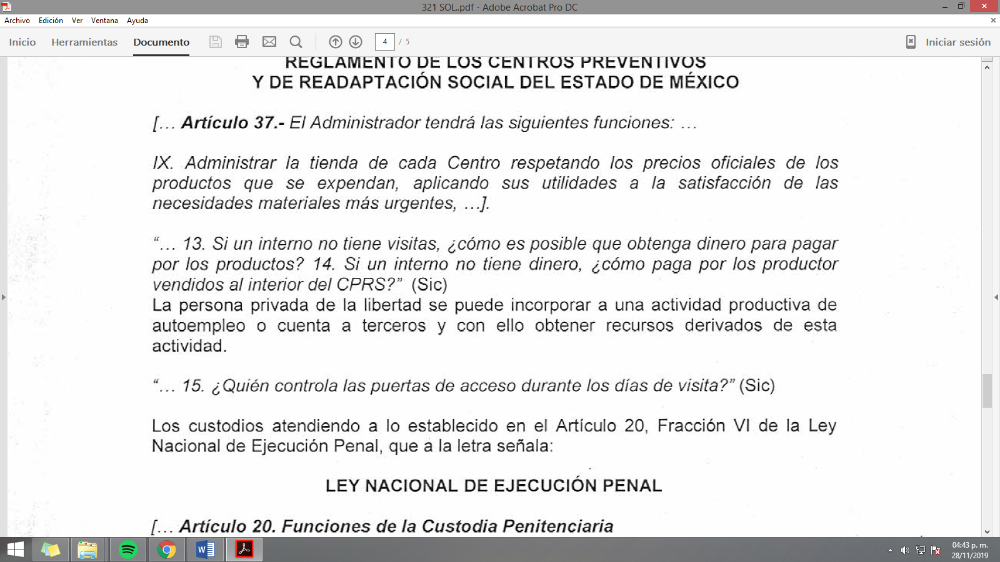 321 SOL..pdf - Adobe Acrobat Pro DC
Archivo Edición Ver Ventana Ayuda
Inicio Herramientas Documento 4 / 5 Iniciar sesión
REGLAMENTO DE LOS CENTROS PREVENTIVOS
Y DE READAPTACIÓN SOCIAL DEL ESTADO DE MÉXICO
[… Artículo 37.- El Administrador tendrá las siguientes funciones: …
IX. Administrar la tienda de cada Centro respetando los precios oficiales de los
productos que se expendan, aplicando sus utilidades a la satisfacción de las
necesidades materiales más urgentes, …].
“… 13. Si un interno no tiene visitas, ¿cómo es posible que obtenga dinero para pagar
por los productos? 14. Si un interno no tiene dinero, ¿cómo paga por los productor
vendidos al interior del CPRS?” (Sic)
La persona privada de la libertad se puede incorporar a una actividad productiva de
autoempleo o cuenta a terceros y con ello obtener recursos derivados de esta
actividad.
“… 15. ¿Quién controla las puertas de acceso durante los días de visita?” (Sic)
Los custodios atendiendo a lo establecido en el Artículo 20, Fracción VI de la Ley
Nacional de Ejecución Penal, que a la letra señala:
LEY NACIONAL DE EJECUCIÓN PENAL
[… Artículo 20. Funciones de la Custodia Penitenciaria
04:43 p. m.
28/11/2019